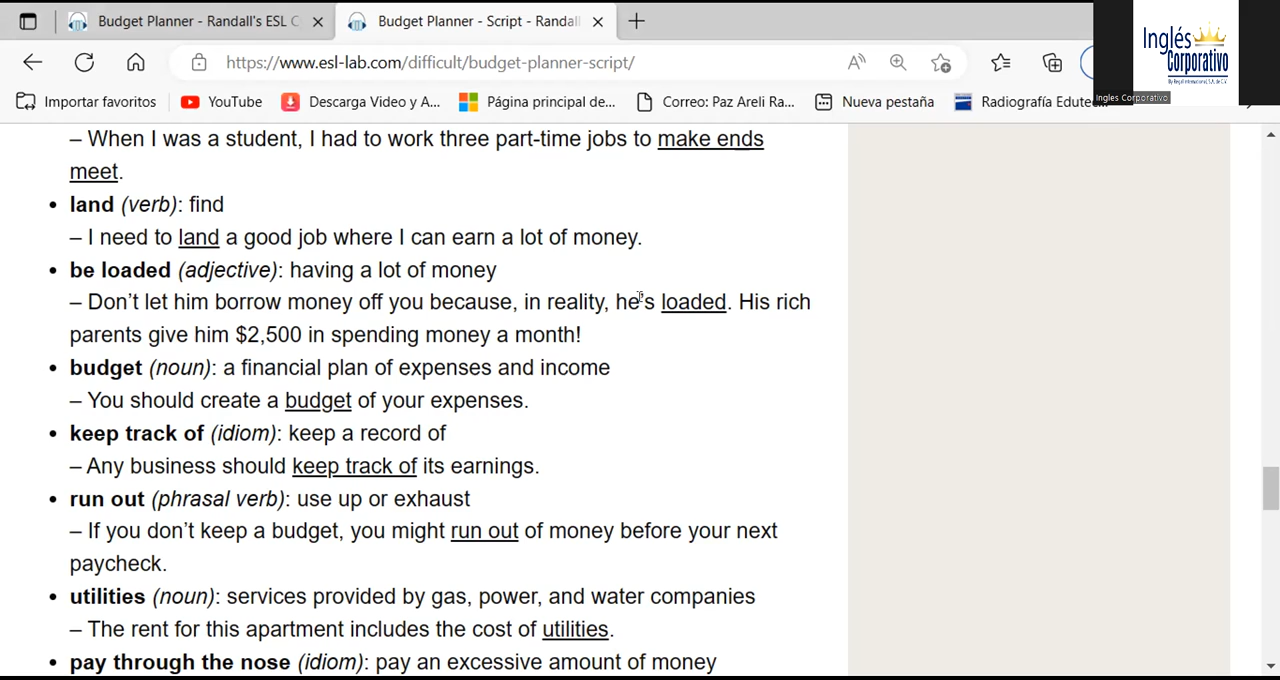 Budget Planner - Randall's ESL C
Budget Planner - Script - Randall
Inglés
Corporativo
https://www.esl-lab.com/difficult/budget-planner-script/
Ingles Corporativo
Importar favoritos
YouTube
Descarga Video y A...
Página principal de...
Correo: Paz Areli Ra...
Nueva pestaña
– When I was a student, I had to work three part-time jobs to make ends
meet.
• land (verb): find
– I need to land a good job where I can earn a lot of money.
• be loaded (adjective): having a lot of money
– Don’t let him borrow money off you because, in reality, he’s loaded. His rich
parents give him $2,500 in spending money a month!
• budget (noun): a financial plan of expenses and income
– You should create a budget of your expenses.
• keep track of (idiom): keep a record of
– Any business should keep track of its earnings.
• run out (phrasal verb): use up or exhaust
– If you don’t keep a budget, you might run out of money before your next
paycheck.
• utilities (noun): services provided by gas, power, and water companies
– The rent for this apartment includes the cost of utilities.
• pay through the nose (idiom): pay an excessive amount of money